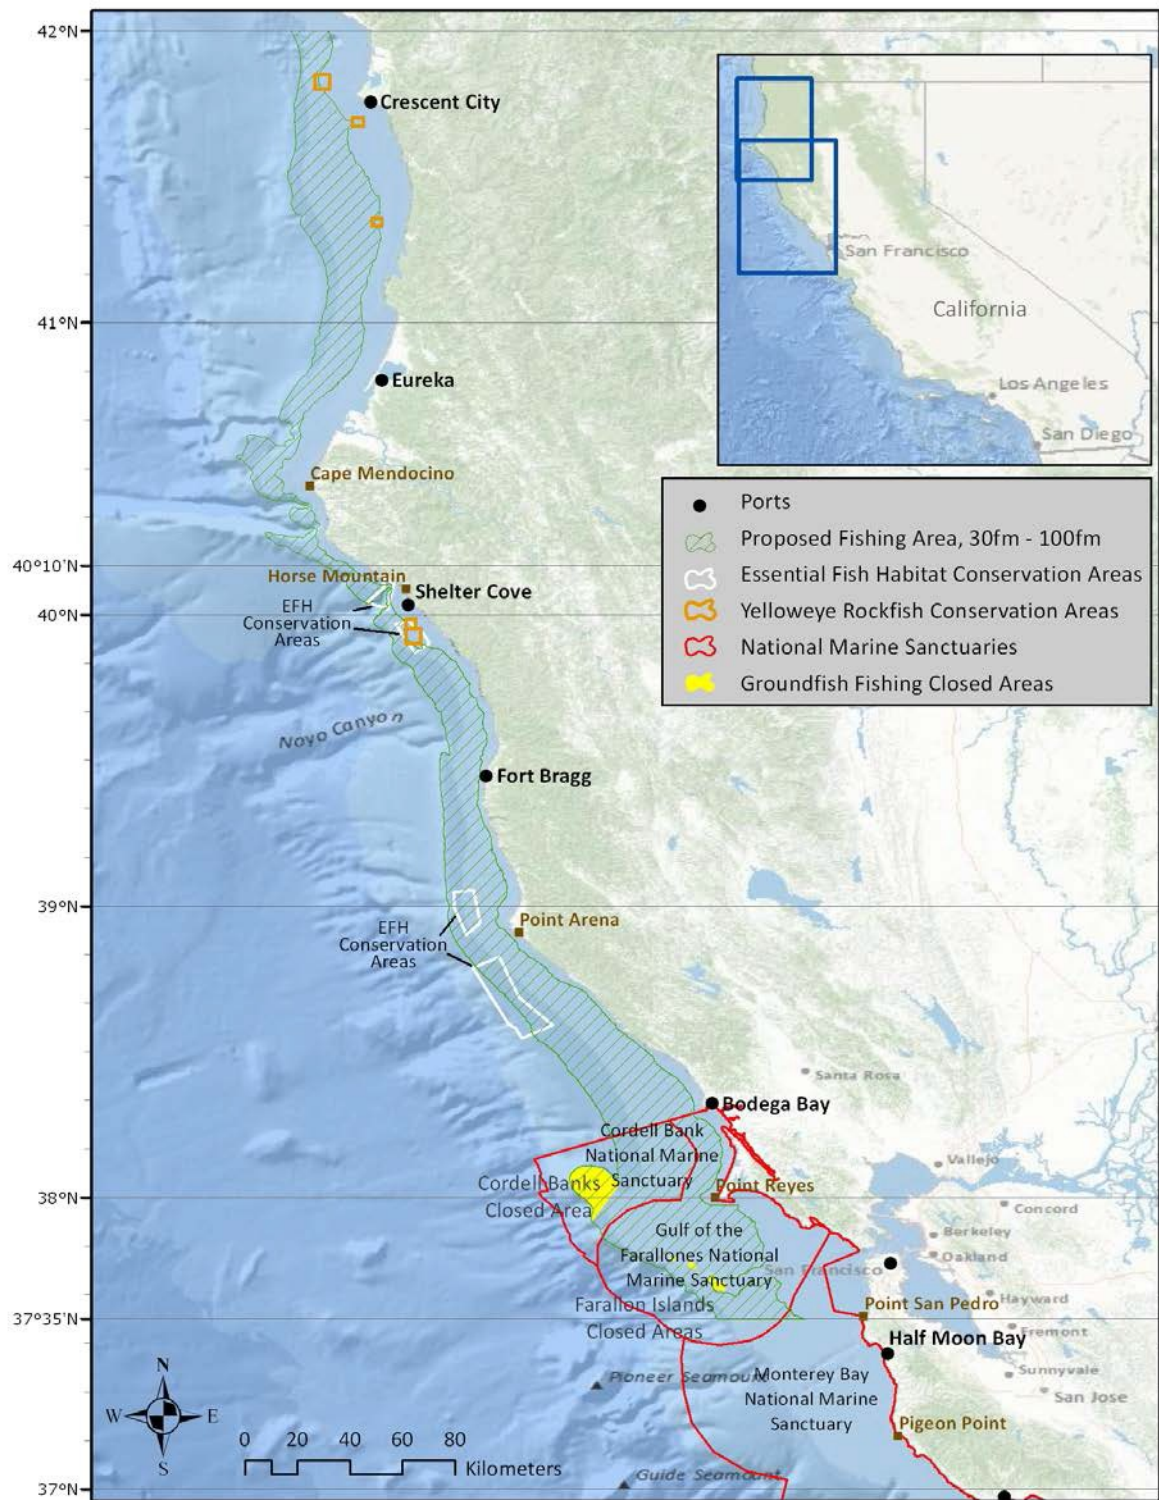 42°N
Crescent City
San Francisco
California
41°N
Los Angeles
Eureka
San Diego
Cape Mendocino
Ports
Proposed Fishing Area, 30fm - 100fm
40°10'N
Horse Mountain
Essential Fish Habitat Conservation Areas
Shelter Cove
EFH
Conservation
Areas
40°N
Yelloweye Rockfish Conservation Areas
National Marine Sanctuaries
Groundfish Fishing Closed Areas
Noyo Canyon
Fort Bragg
39°N
Point Arena
EFH
Conservation
Areas
Santa Rosa
Bodega Bay
Cordell Bank
National Marine
Sanctuary
Vallejo
Cordell Banks
Closed Area
Point Reyes
38°N
Concord
Gulf of the
Farallones National
Marine Sanctuary
Berkeley
Oakland
San Francisco
Hayward
Farallon Islands
Closed Areas
Point San Pedro
37°35'N
Fremont
Half Moon Bay
Pioneer Seamount
Monterey Bay
National Marine
Sanctuary
Sunnyvale
San Jose
Pigeon Point
N
W E
S
0 20 40 60 80
Kilometers
Guide Seamount
37°N